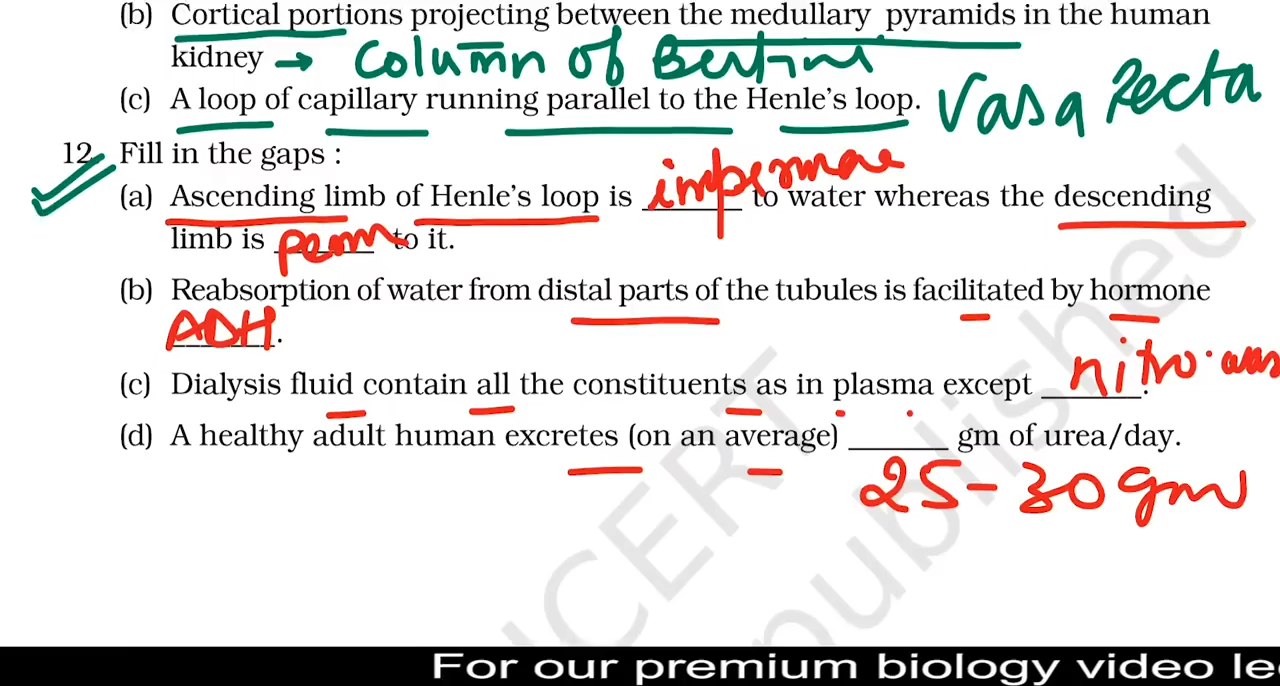 (b) Cortical portions projecting between the medullary pyramids in the human
kidney → Column of Bertini
(c) A loop of capillary running parallel to the Henle's loop. Vasa recta
12. Fill in the gaps :
(a) Ascending limb of Henle's loop is imperm to water whereas the descending
limb is perm to it.
(b) Reabsorption of water from distal parts of the tubules is facilitated by hormone
ADH.
(c) Dialysis fluid contain all the constituents as in plasma except nitro.
(d) A healthy adult human excretes (on an average) ______ gm of urea/day.
25-30 gm
NCERT
published
For our premium biology video le